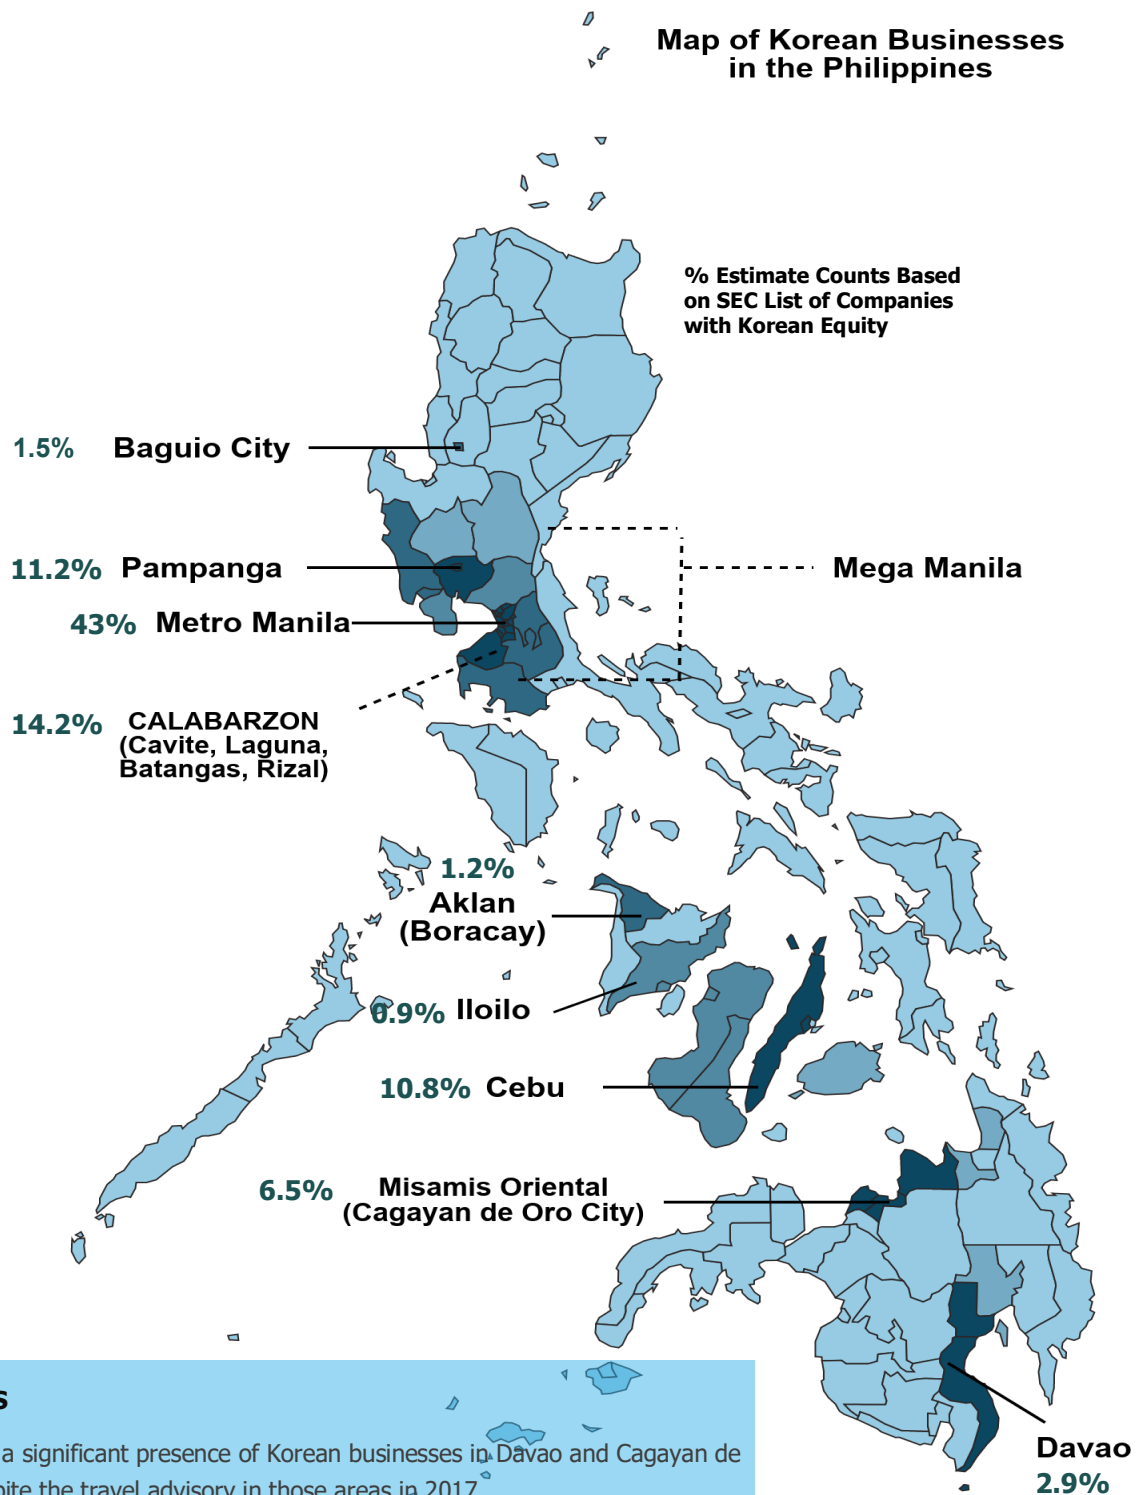 Map of Korean Businesses
in the Philippines
% Estimate Counts Based
on SEC List of Companies
with Korean Equity
1.5% Baguio City
11.2% Pampanga
Mega Manila
43% Metro Manila
14.2% CALABARZON
(Cavite, Laguna,
Batangas, Rizal)
1.2%
Aklan
(Boracay)
0.9% Iloilo
10.8% Cebu
6.5% Misamis Oriental
(Cagayan de Oro City)
Davao
2.9%
s
a significant presence of Korean businesses in Davao and Cagayan de
pite the travel advisory in those areas in 2017